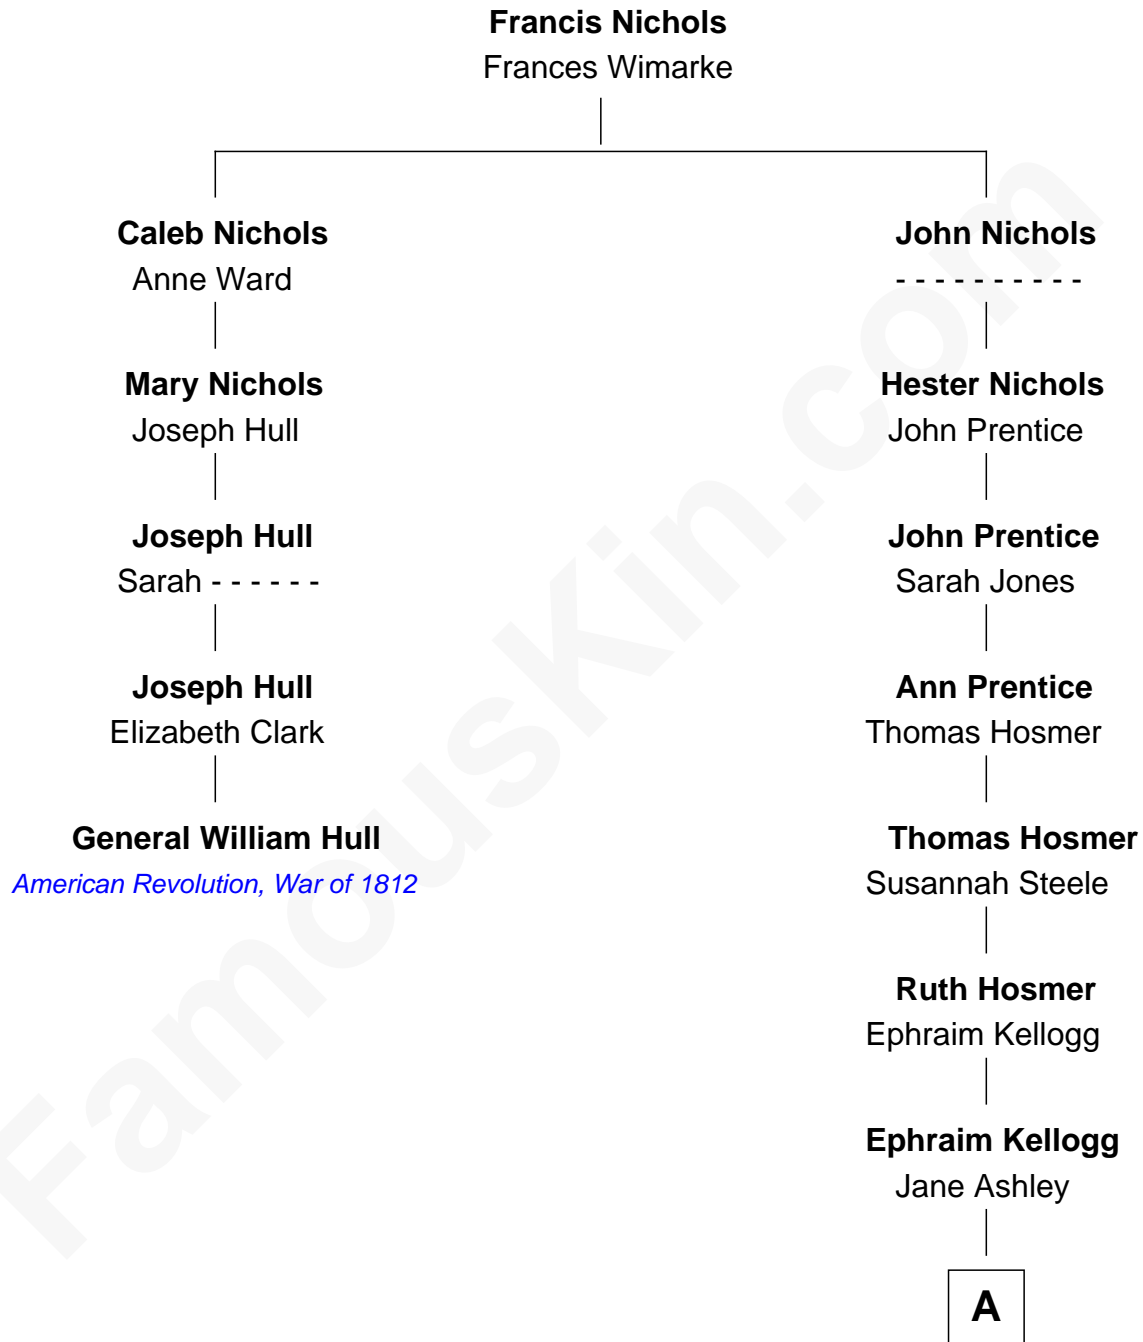 Francis Nichols
Frances Wimarke
Caleb Nichols
Anne Ward
John Nichols
- - - - - - - - - -
Mary Nichols
Joseph Hull
Hester Nichols
John Prentice
Joseph Hull
Sarah - - - - - -
John Prentice
Sarah Jones
Joseph Hull
Elizabeth Clark
Ann Prentice
Thomas Hosmer
General William Hull
American Revolution, War of 1812
Thomas Hosmer
Susannah Steele
Ruth Hosmer
Ephraim Kellogg
Ephraim Kellogg
Jane Ashley
A
FamousKin.com